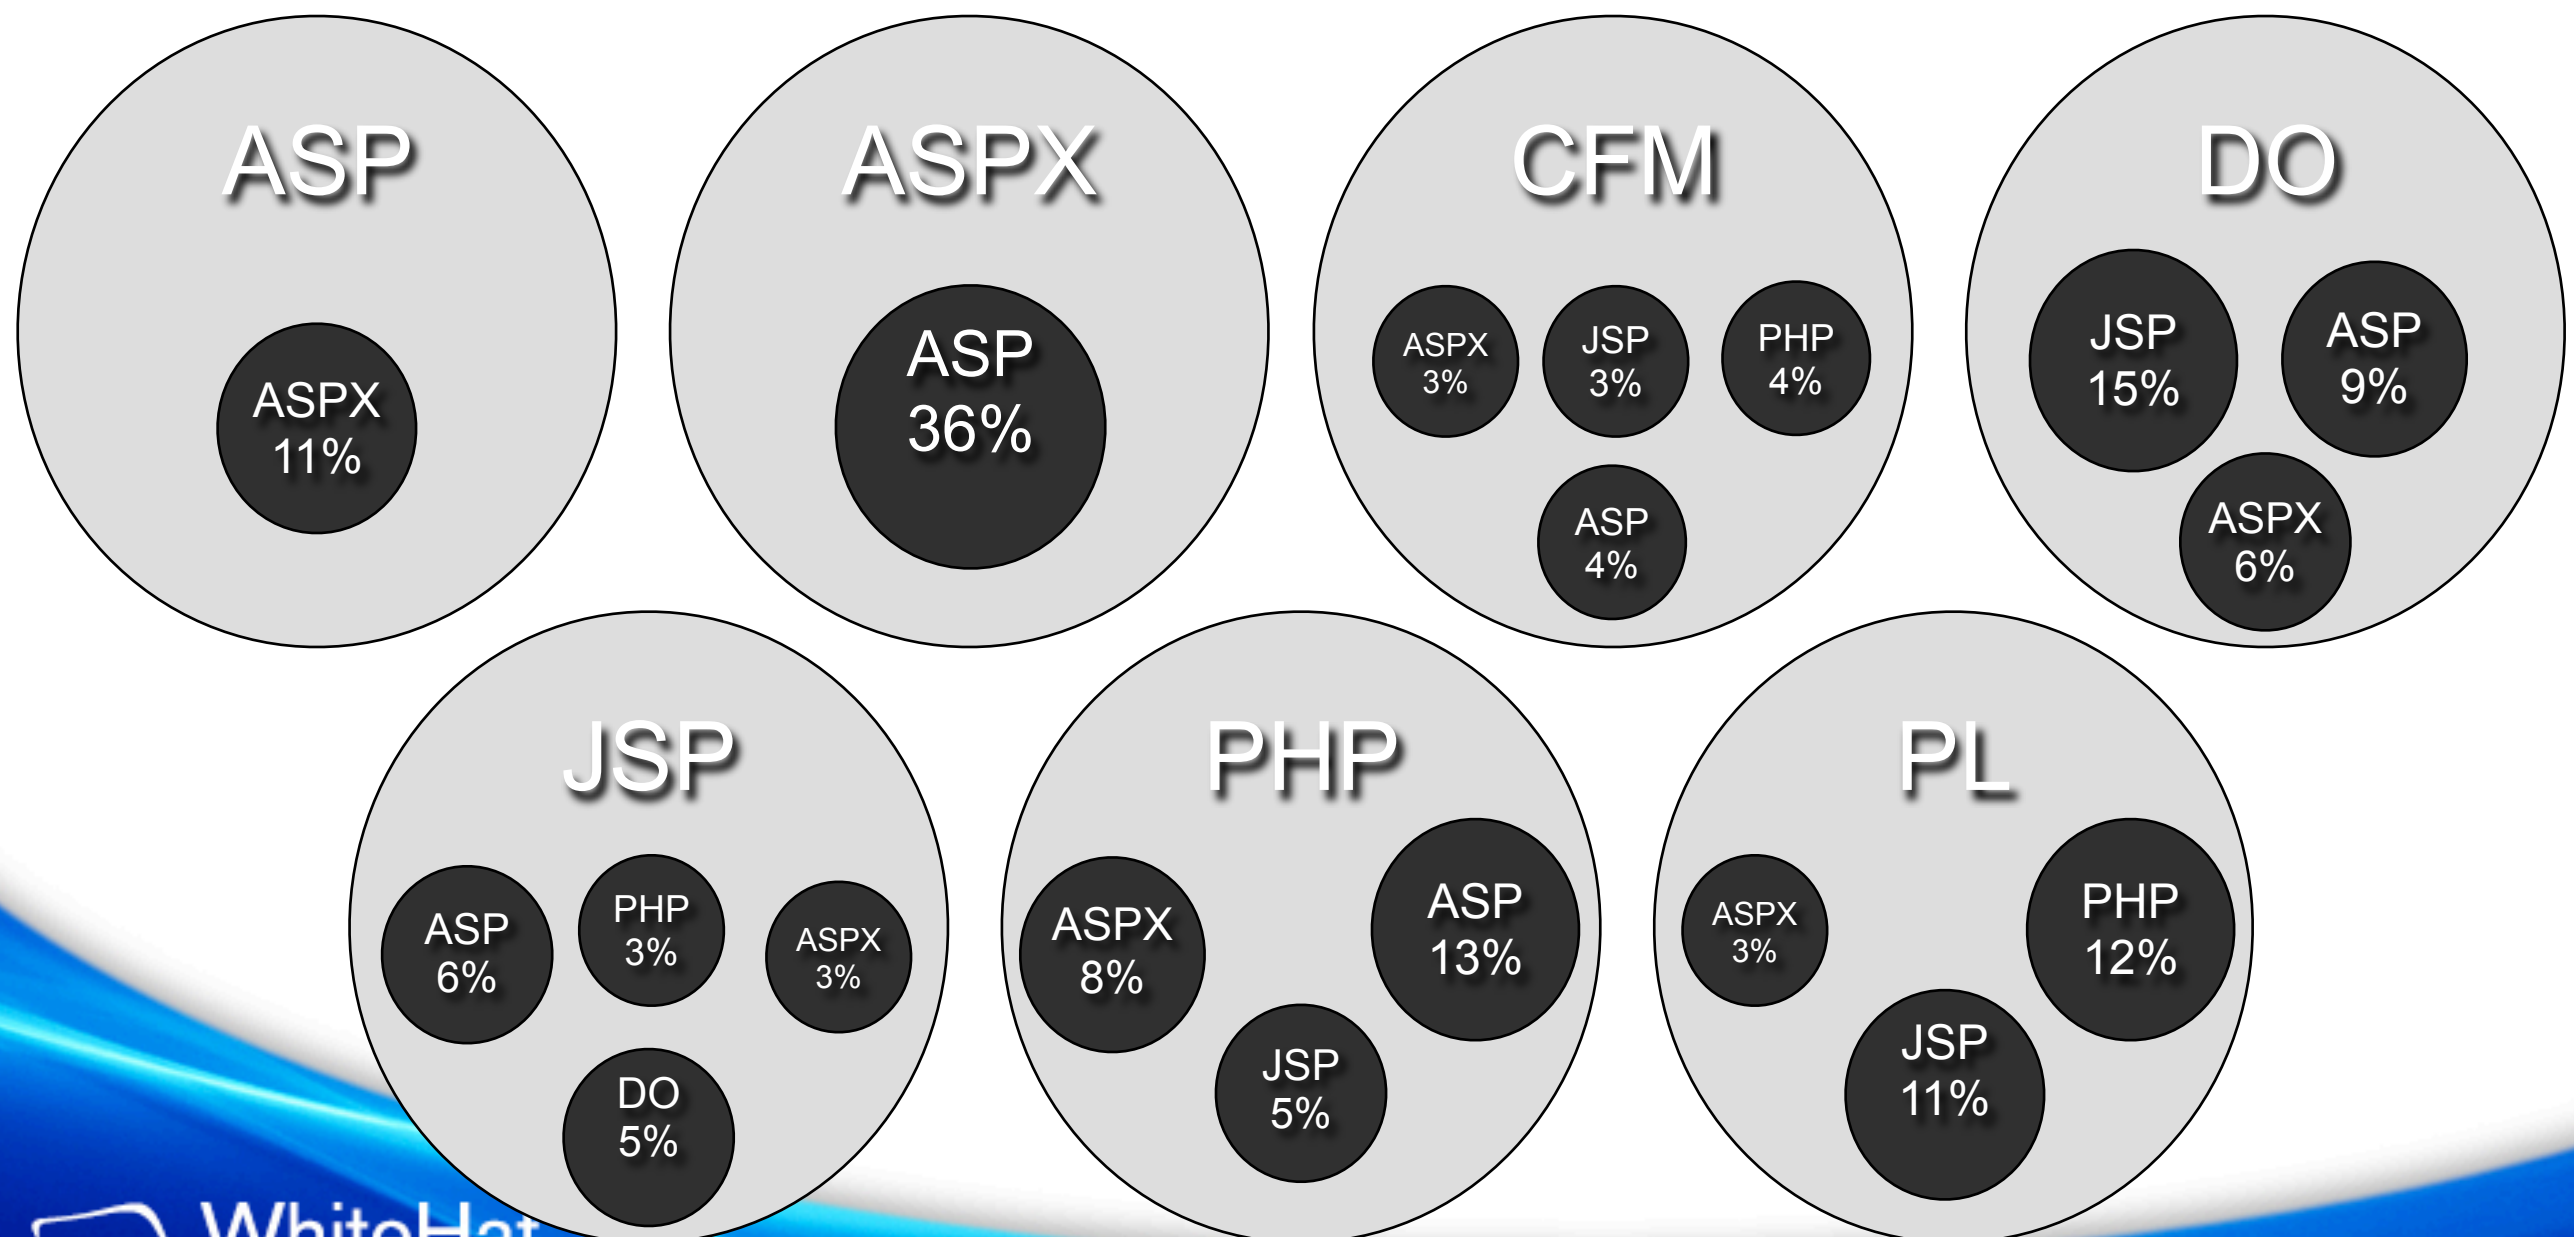 ASP
ASPX
11%
ASPX
ASP
36%
CFM
ASPX
3%
JSP
3%
PHP
4%
ASP
4%
DO
JSP
15%
ASP
9%
ASPX
6%
JSP
ASP
6%
PHP
3%
ASPX
3%
DO
5%
PHP
ASPX
8%
ASP
13%
JSP
5%
PL
ASPX
3%
PHP
12%
JSP
11%
WhiteHat